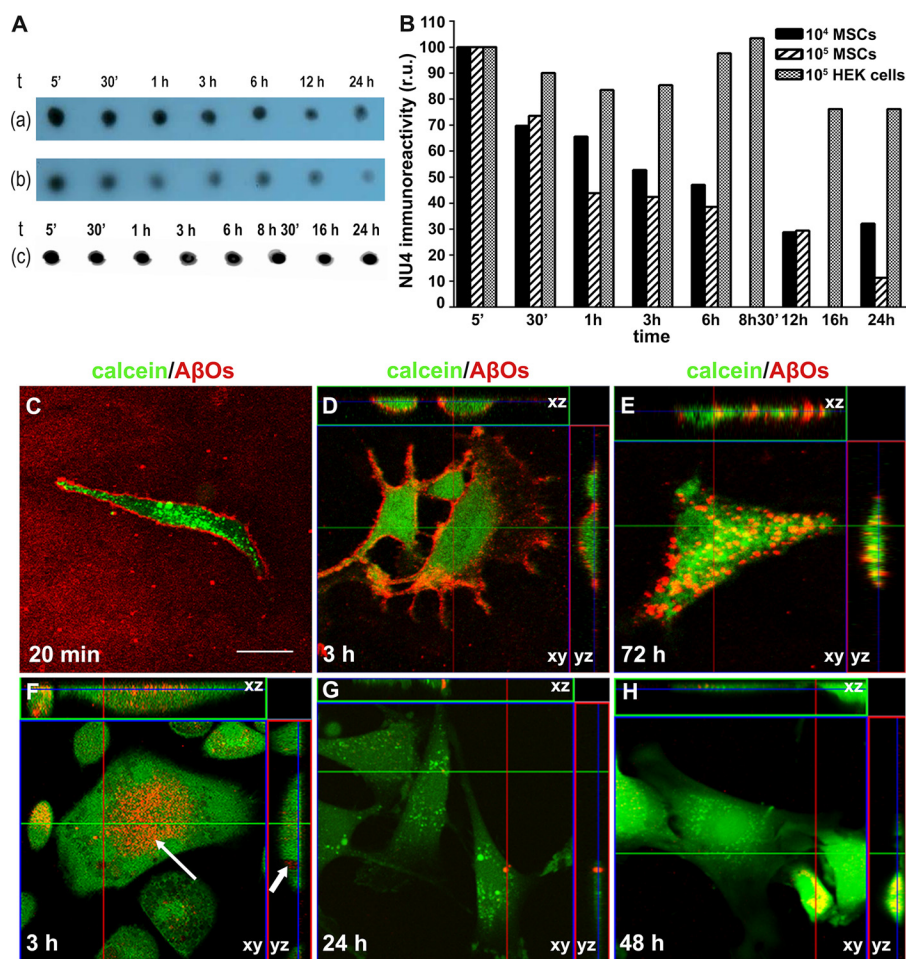 A
t 5’ 30’ 1 h 3 h 6 h 12 h 24 h
(a)
(b)
t 5’ 30’ 1 h 3 h 6 h 8 h 30’ 16 h 24 h
(c)
B
NU4 immunoreactivity (r.u.)
110
100
90
80
70
60
50
40
30
20
10
0
10⁴ MSCs
10⁵ MSCs
10⁵ HEK cells
5’ 30’ 1h 3h 6h 8h30’ 12h 16h 24h
time
calcein/AβOs calcein/AβOs calcein/AβOs
C
20 min
D xz
3 h xy yz
E xz
72 h xy yz
F xz
3 h xy yz
G xz
24 h xy yz
H xz
48 h xy yz